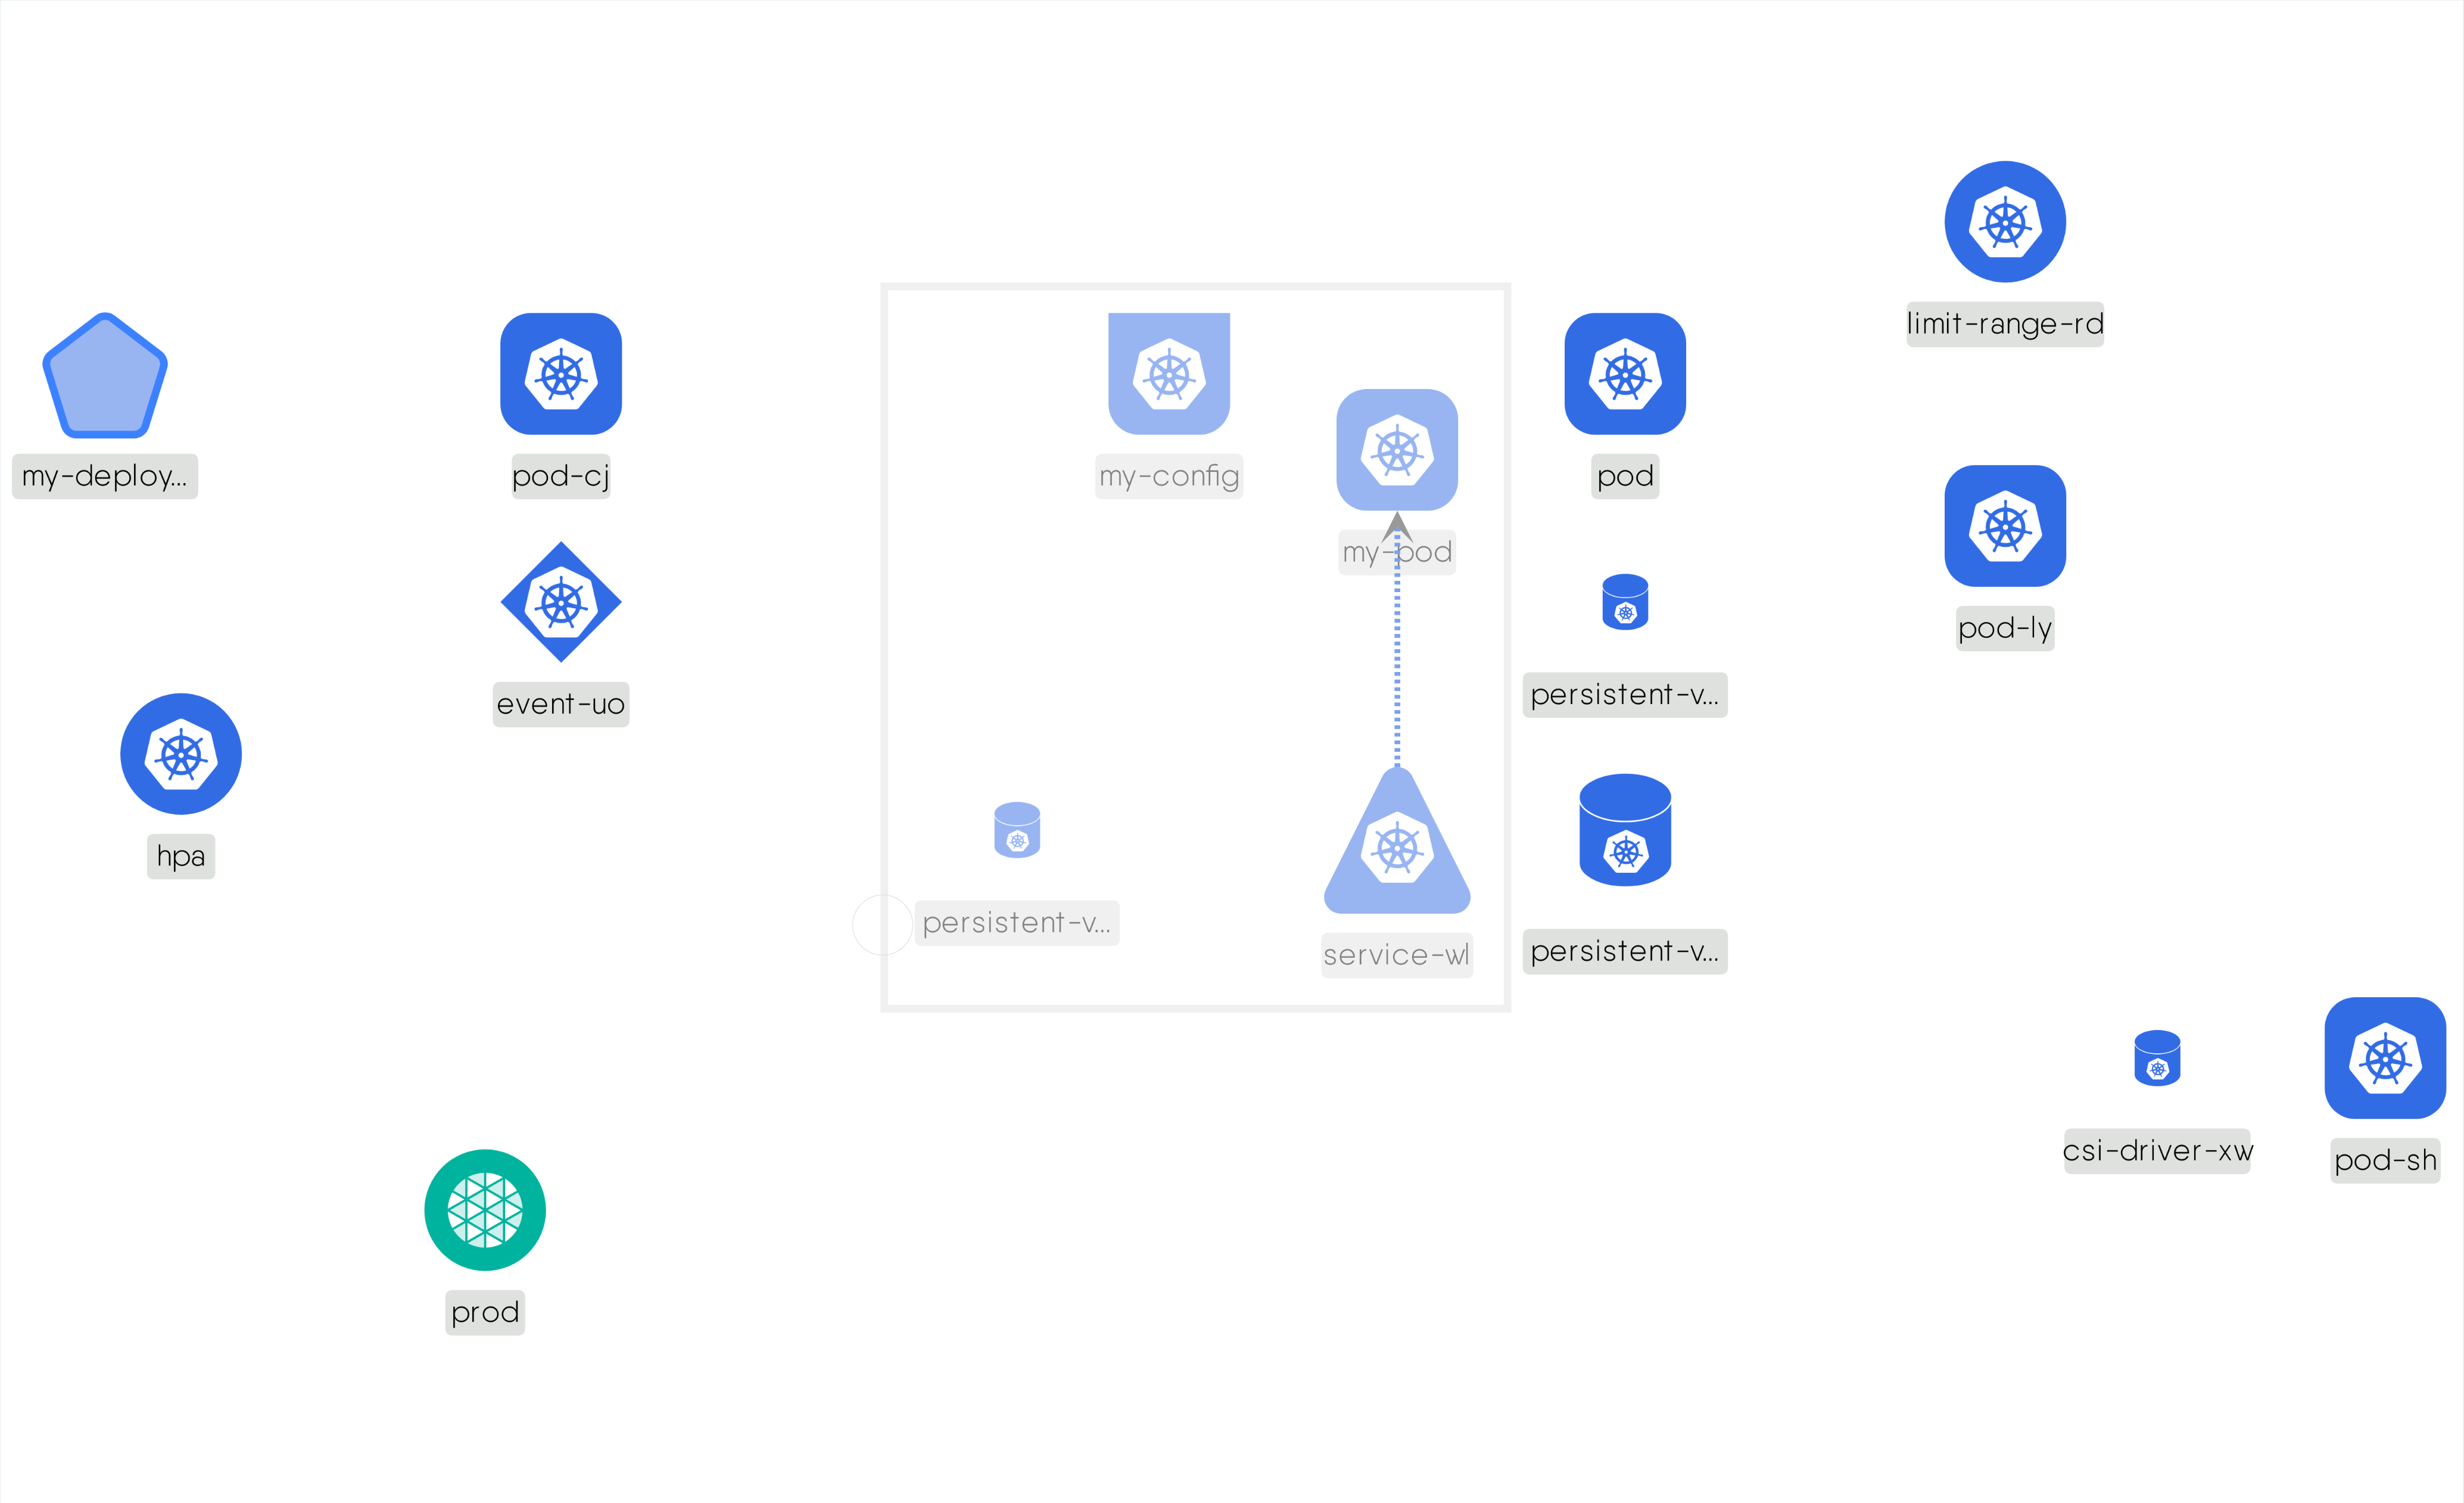 limit-range-rd
my-deploy...
pod-cj
my-config
pod
my-pod
pod-ly
event-uo
persistent-v...
hpa
persistent-v...
service-wl
persistent-v...
csi-driver-xw
pod-sh
prod